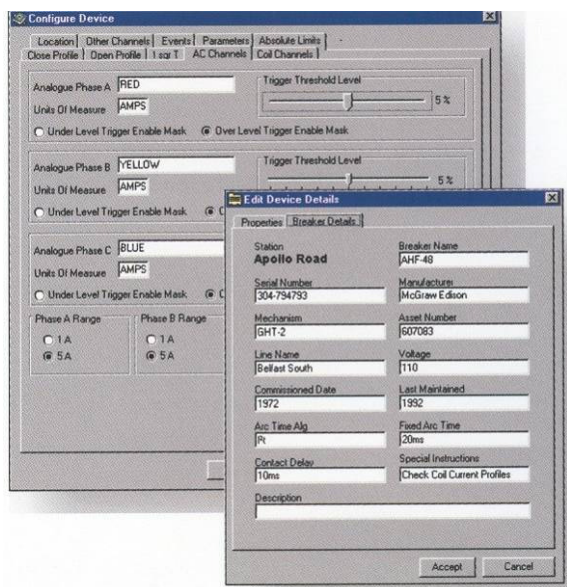 Configure Device
Location Other Channels Events Parameters Absolute Limits
Close Profile Open Profile 1 sqr T AC Channels Coil Channels
Analogue Phase A RED
Units Of Measure AMPS
Trigger Threshold Level
5 %
Under Level Trigger Enable Mask Over Level Trigger Enable Mask
Analogue Phase B YELLOW
Units Of Measure AMPS
Trigger Threshold Level
5 %
Under Level Trigger Enable Mask
Analogue Phase C BLUE
Units Of Measure AMPS
Under Level Trigger Enable Mask
Phase A Range Phase B Range
1 A 1 A
5 A 5 A
Edit Device Details
Properties Breaker Details
Station Breaker Name
Apollo Road AHF-48
Serial Number Manufacturer
304-794793 McGraw Edison
Mechanism Asset Number
GHT-2 607083
Line Name Voltage
Belfast South 110
Commissioned Date Last Maintained
1972 1992
Arc Time Alg Fixed Arc Time
20ms
Contact Delay Special Instructions
10ms Check Coil Current Profiles
Description
Accept Cancel